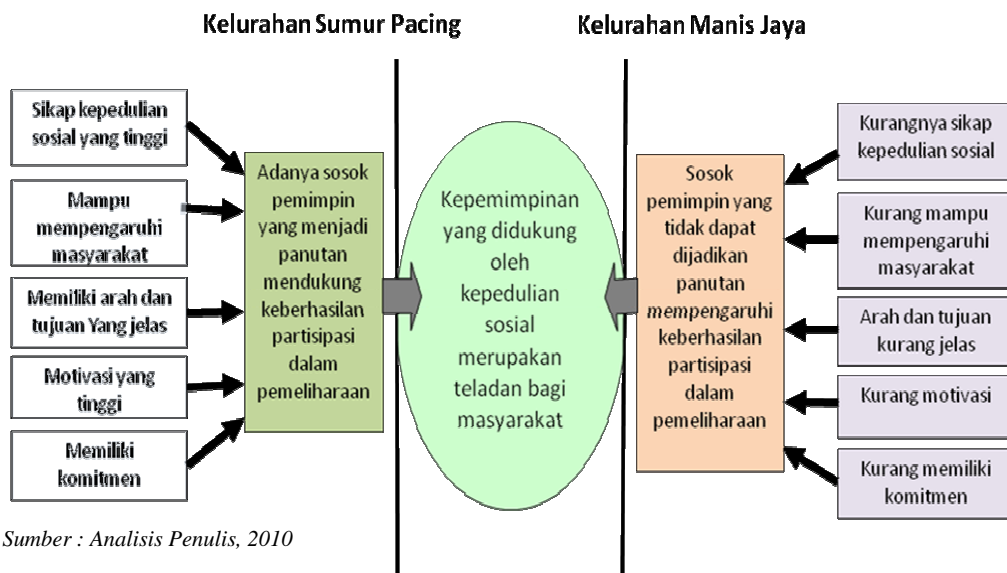 Kelurahan Sumur Pacing
Kelurahan Manis Jaya
Sikap kepedulian
sosial yang tinggi
Mampu
mempengaruhi
masyarakat
Memiliki arah dan
tujuan Yang jelas
Motivasi yang
tinggi
Memiliki
komitmen
Adanya sosok
pemimpin
yang menjadi
panutan
mendukung
keberhasilan
partisipasi
dalam
pemeliharaan
Kepemimpinan
yang didukung
oleh
kepedulian
sosial
merupakan
teladan bagi
masyarakat
Sosok
pemimpin yang
tidak dapat
dijadikan
panutan
mempengaruhi
keberhasilan
partisipasi
dalam
pemeliharaan
Kurangnya sikap
kepedulian sosial
Kurang mampu
mempengaruhi
masyarakat
Arah dan tujuan
kurang jelas
Kurang motivasi
Kurang memiliki
komitmen
Sumber : Analisis Penulis, 2010